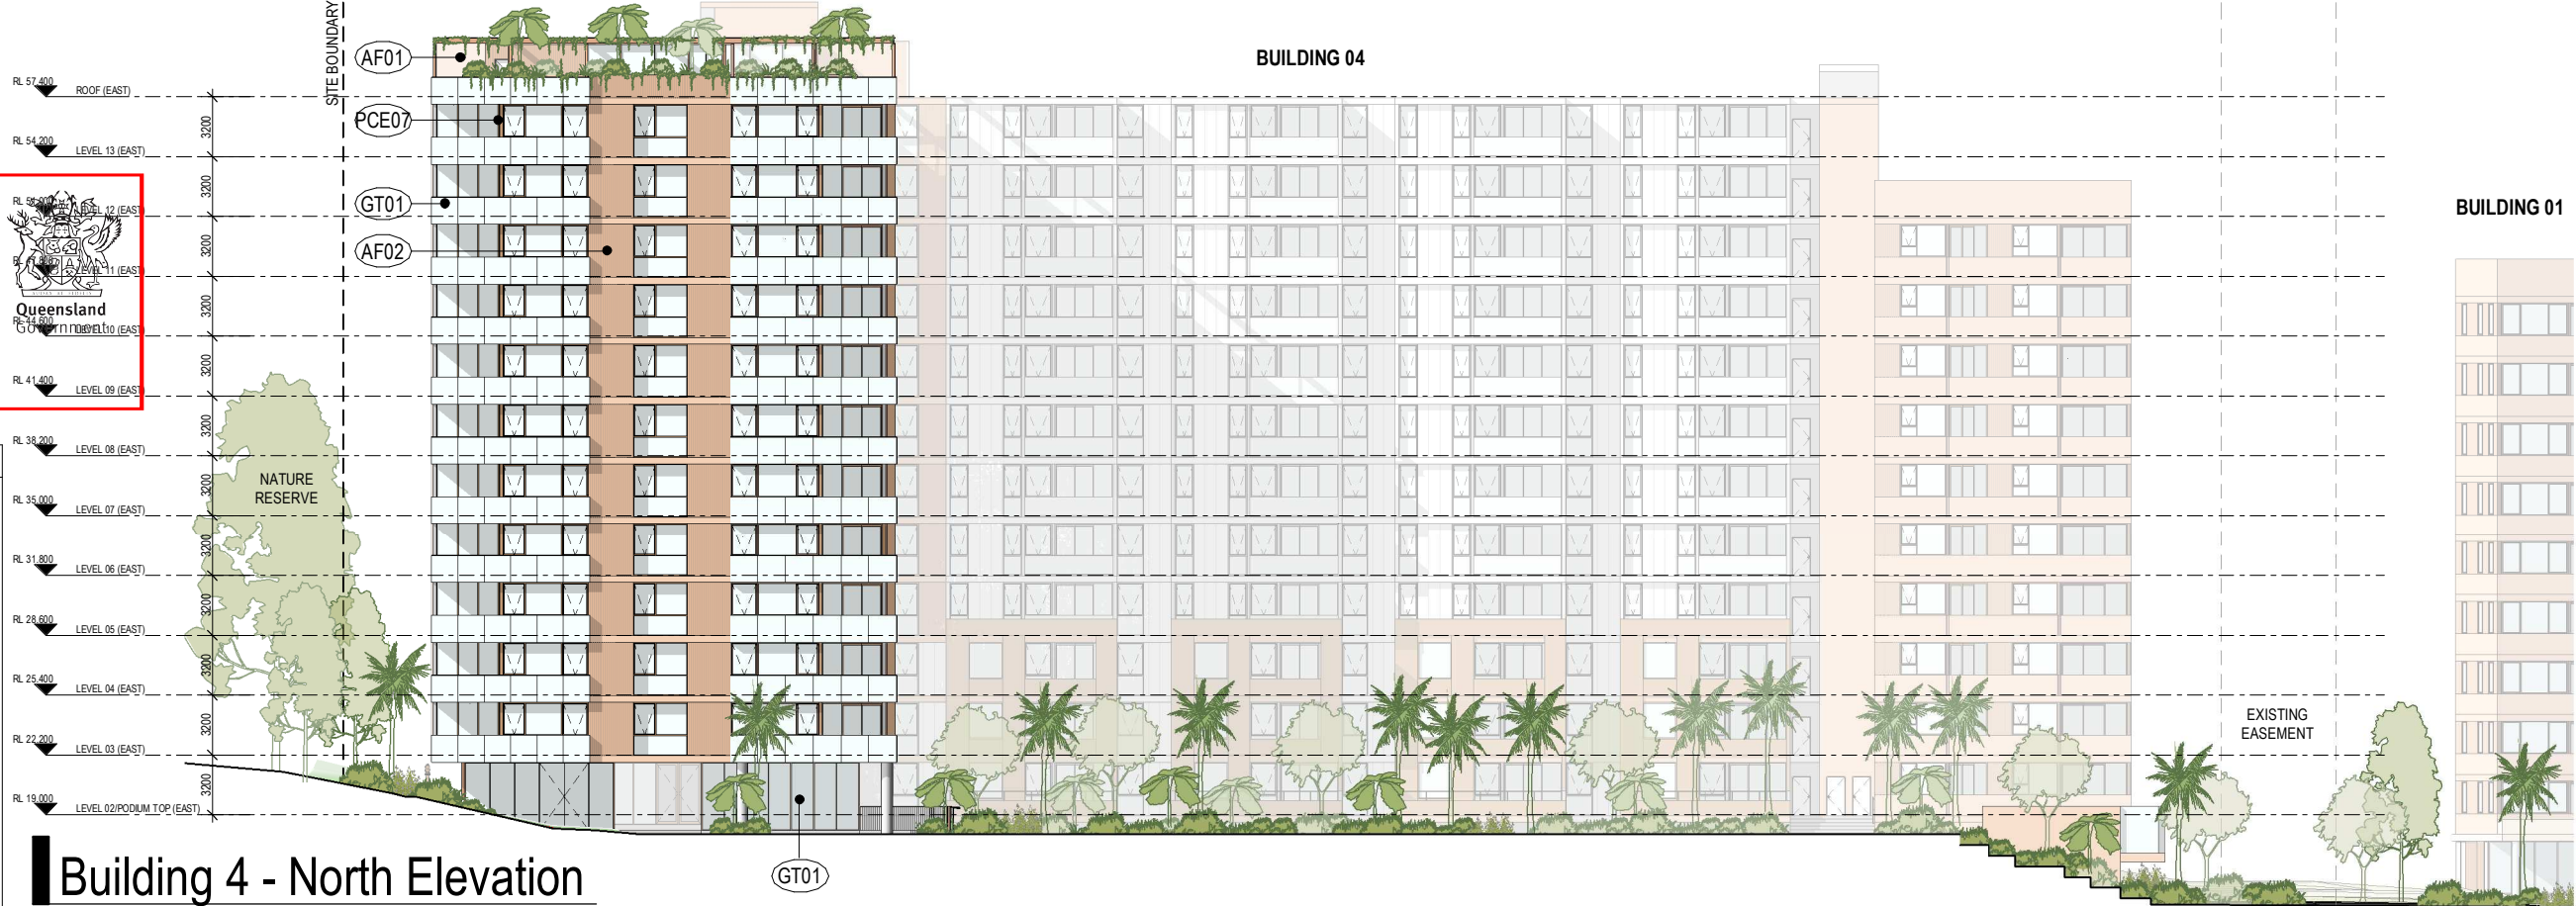 SITE BOUNDARY
AF01
BUILDING 04
RL 57,400
ROOF (EAST)
3200
PCE07
RL 54,200
LEVEL 13 (EAST)
3200
GT01
LEVEL 12 (EAST)
BUILDING 01
3200
AF02
LEVEL 11 (EAST)
3200
Queensland
Government
RL 44,600
LEVEL 10 (EAST)
3200
RL 41,400
LEVEL 09 (EAST)
3200
RL 38,200
LEVEL 08 (EAST)
NATURE
RESERVE
3200
RL 35,000
LEVEL 07 (EAST)
3200
RL 31,800
LEVEL 06 (EAST)
3200
RL 28,600
LEVEL 05 (EAST)
3200
RL 25,400
LEVEL 04 (EAST)
3200
EXISTING
EASEMENT
RL 22,200
LEVEL 03 (EAST)
3200
RL 19,000
LEVEL 02/PODIUM TOP (EAST)
GT01
Building 4 - North Elevation